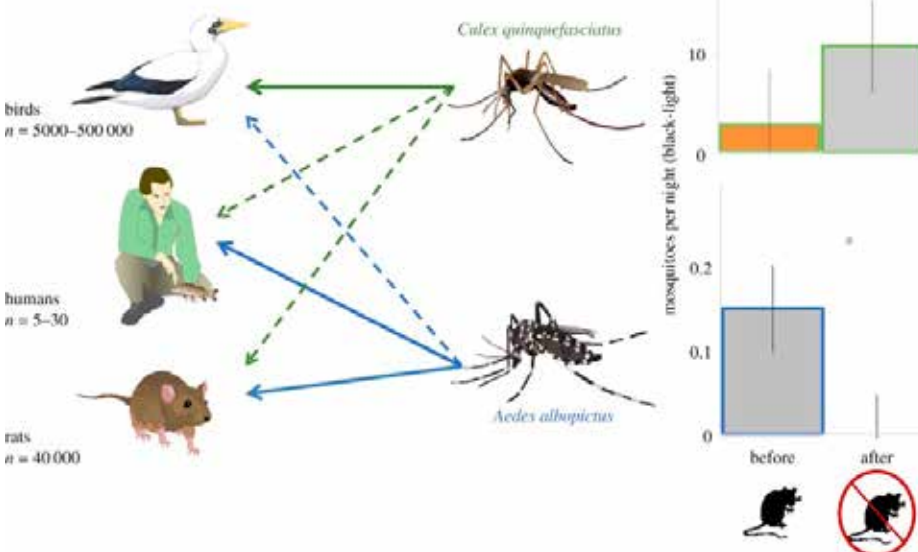 Culex quinquefasciatus
birds
n = 5000–500 000
humans
n = 5–30
rats
n = 40 000
Aedes albopictus
mosquitoes per night (black-light)
10
0
0.2
0.1
0
before
after